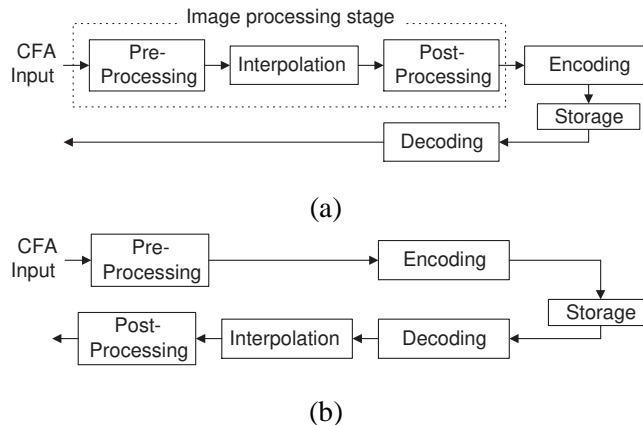 Image processing stage
CFA
Input
Pre-
Processing
Interpolation
Post-
Processing
Encoding
Storage
Decoding
(a)
CFA
Input
Pre-
Processing
Encoding
Storage
Post-
Processing
Interpolation
Decoding
(b)